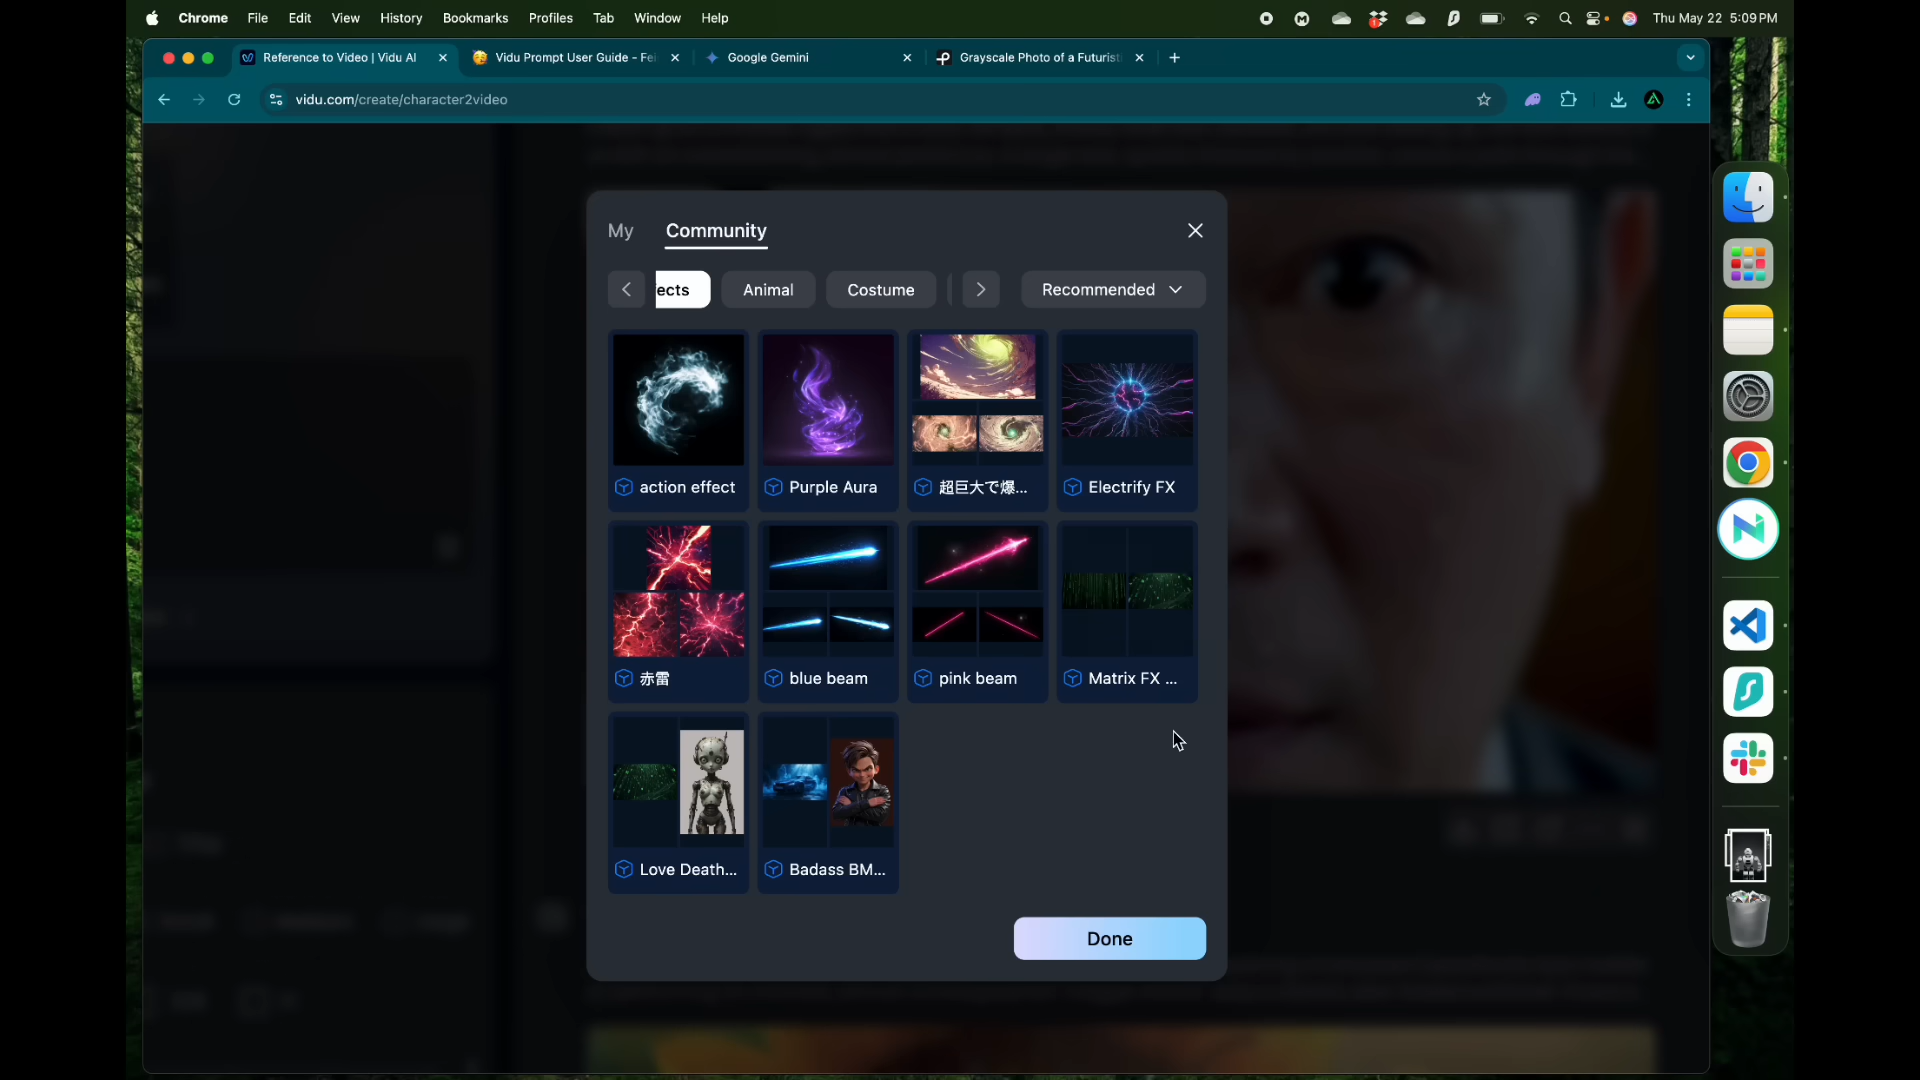 Chrome File Edit View History Bookmarks Profiles Tab Window Help
Thu May 22 5:09 PM
Reference to Video | Vidu AI
Vidu Prompt User Guide - Fei
Google Gemini
Grayscale Photo of a Futurist
vidu.com/create/character2video
My
Community
ects
Animal
Costume
Recommended
action effect
Purple Aura
超巨大で爆...
Electrify FX
赤雷
blue beam
pink beam
Matrix FX ...
Love Death...
Badass BM...
Done